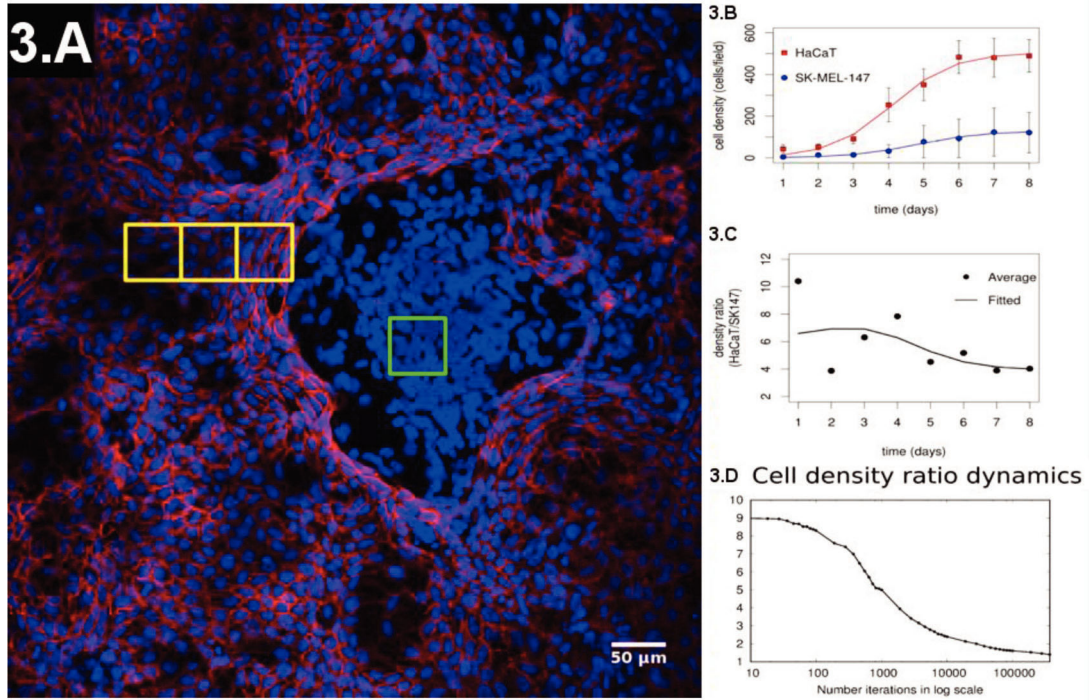 3.A
50 µm
3.B
cell density (cells/field)
600
400
200
0
HaCaT
SK-MEL-147
1 2 3 4 5 6 7 8
time (days)
3.C
density ratio
(HaCaT/SK147)
12
10
8
6
4
2
Average
Fitted
1 2 3 4 5 6 7 8
time (days)
3.D Cell density ratio dynamics
10
9
8
7
6
5
4
3
2
1
10 100 1000 10000 100000
Number iterations in log scale